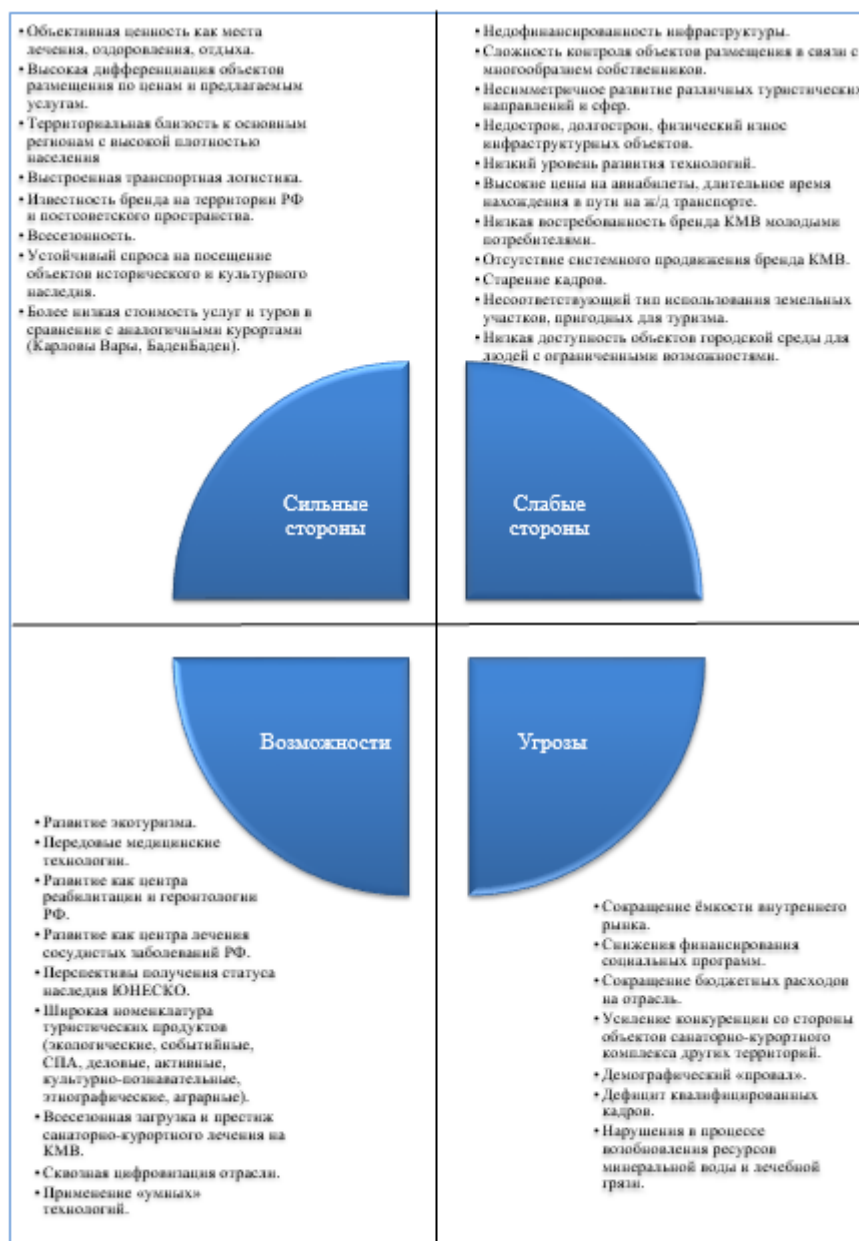 • Объективная ценность как места
лечения, оздоровления, отдыха.
• Высокая дифференциация объектов
размещения по ценам и предлагаемым
услугам.
• Территориальная близость к основным
регионам с высокой плотностью
населения
• Выстроенная транспортная логистика.
• Известность бренда на территории РФ
и постсоветского пространства.
• Всесезонность.
• Устойчивый спроса на посещение
объектов исторического и культурного
наследия.
• Более низкая стоимость услуг и туров в
сравнении с аналогичными курортами
(Карловы Вары, БаденБаден).
• Недофинансированность инфраструктуры.
• Сложность контроля объектов размещения в связи с
многообразием собственников.
• Несимметричное развитие различных туристических
направлений и сфер.
• Недострои, долгострои, физический износ
инфраструктурных объектов.
• Низкий уровень развития технологий.
• Высокие цены на авиабилеты, длительное время
нахождения в пути на ж/д транспорте.
• Низкая востребованность бренда КМВ молодыми
потребителями.
• Отсутствие системного продвижения бренда КМВ.
• Старение кадров.
• Несоответствующий тип использования земельных
участков, пригодных для туризма.
• Низкая доступность объектов городской среды для
людей с ограниченными возможностями.
Сильные
стороны
Слабые
стороны
Возможности
Угрозы
• Развитие экотуризма.
• Передовые медицинские
технологии.
• Развитие как центра
реабилитации и геронтологии
РФ.
• Развитие как центра лечения
сосудистых заболеваний РФ.
• Перспективы получения статуса
наследия ЮНЕСКО.
• Широкая номенклатура
туристических продуктов
(экологические, событийные,
СПА, деловые, активные,
культурно-познавательные,
этнографические, аграрные).
• Всесезонная загрузка и престиж
санаторно-курортного лечения на
КМВ.
• Сквозная цифровизация отрасли.
• Применение «умных»
технологий.
• Сокращение ёмкости внутреннего
рынка.
• Снижения финансирования
социальных программ.
• Сокращение бюджетных расходов
на отрасль.
• Усиление конкуренции со стороны
объектов санаторно-курортного
комплекса других территорий.
• Демографический «провал».
• Дефицит квалифицированных
кадров.
• Нарушения в процессе
возобновления ресурсов
минеральной воды и лечебной
грязи.